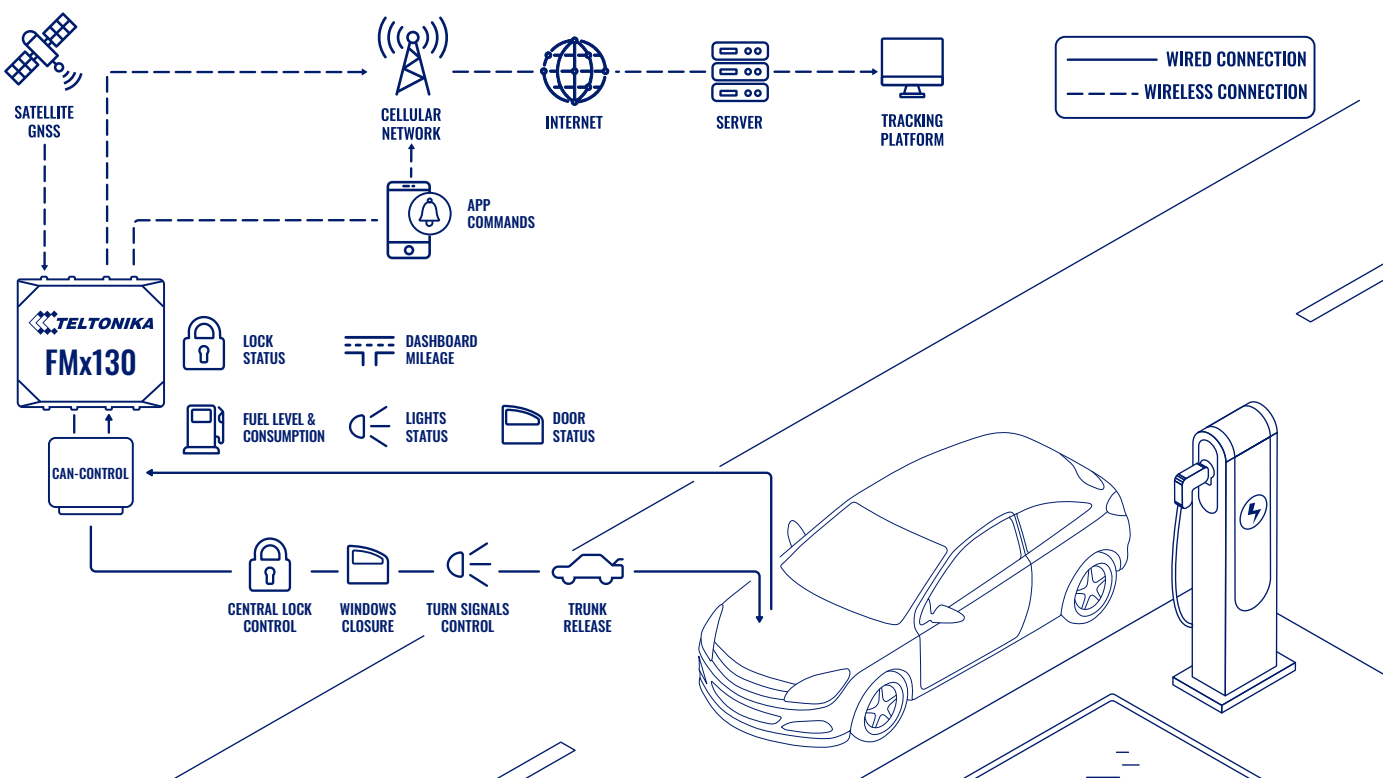 SATELLITE
GNSS
CELLULAR
NETWORK
INTERNET
SERVER
TRACKING
PLATFORM
WIRED CONNECTION
WIRELESS CONNECTION
APP
COMMANDS
TELTONIKA
FMx130
LOCK
STATUS
DASHBOARD
MILEAGE
FUEL LEVEL &
CONSUMPTION
LIGHTS
STATUS
DOOR
STATUS
CAN-CONTROL
CENTRAL LOCK
CONTROL
WINDOWS
CLOSURE
TURN SIGNALS
CONTROL
TRUNK
RELEASE